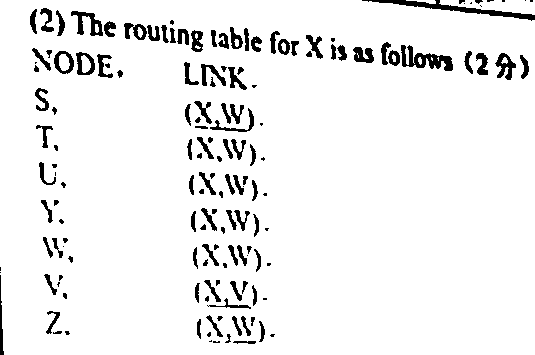 (2) The routing table for X is as follows (2 分)
NODE. LINK.
S. (X,W).
T. (X,W).
U. (X,W).
Y. (X,W).
W. (X,W).
V. (X,V).
Z. (X,W).